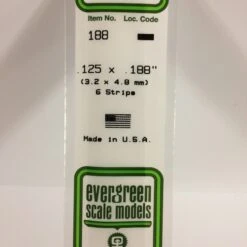 Item No. Loc. Code
188
.125 x .188"
(3.2 x 4.8 mm)
6 Strips
Made in U.S.A.
evergreen
scale models